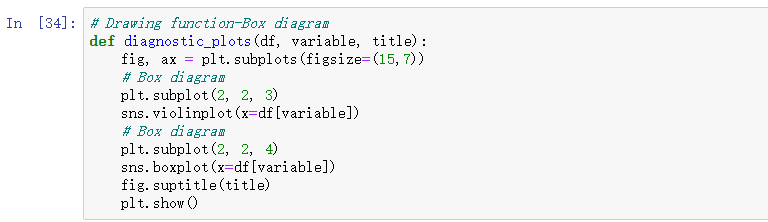 In [34]: # Drawing function-Box diagram
def diagnostic_plots(df, variable, title):
    fig, ax = plt.subplots(figsize=(15,7))
    # Box diagram
    plt.subplot(2, 2, 3)
    sns.violinplot(x=df[variable])
    # Box diagram
    plt.subplot(2, 2, 4)
    sns.boxplot(x=df[variable])
    fig.suptitle(title)
    plt.show()